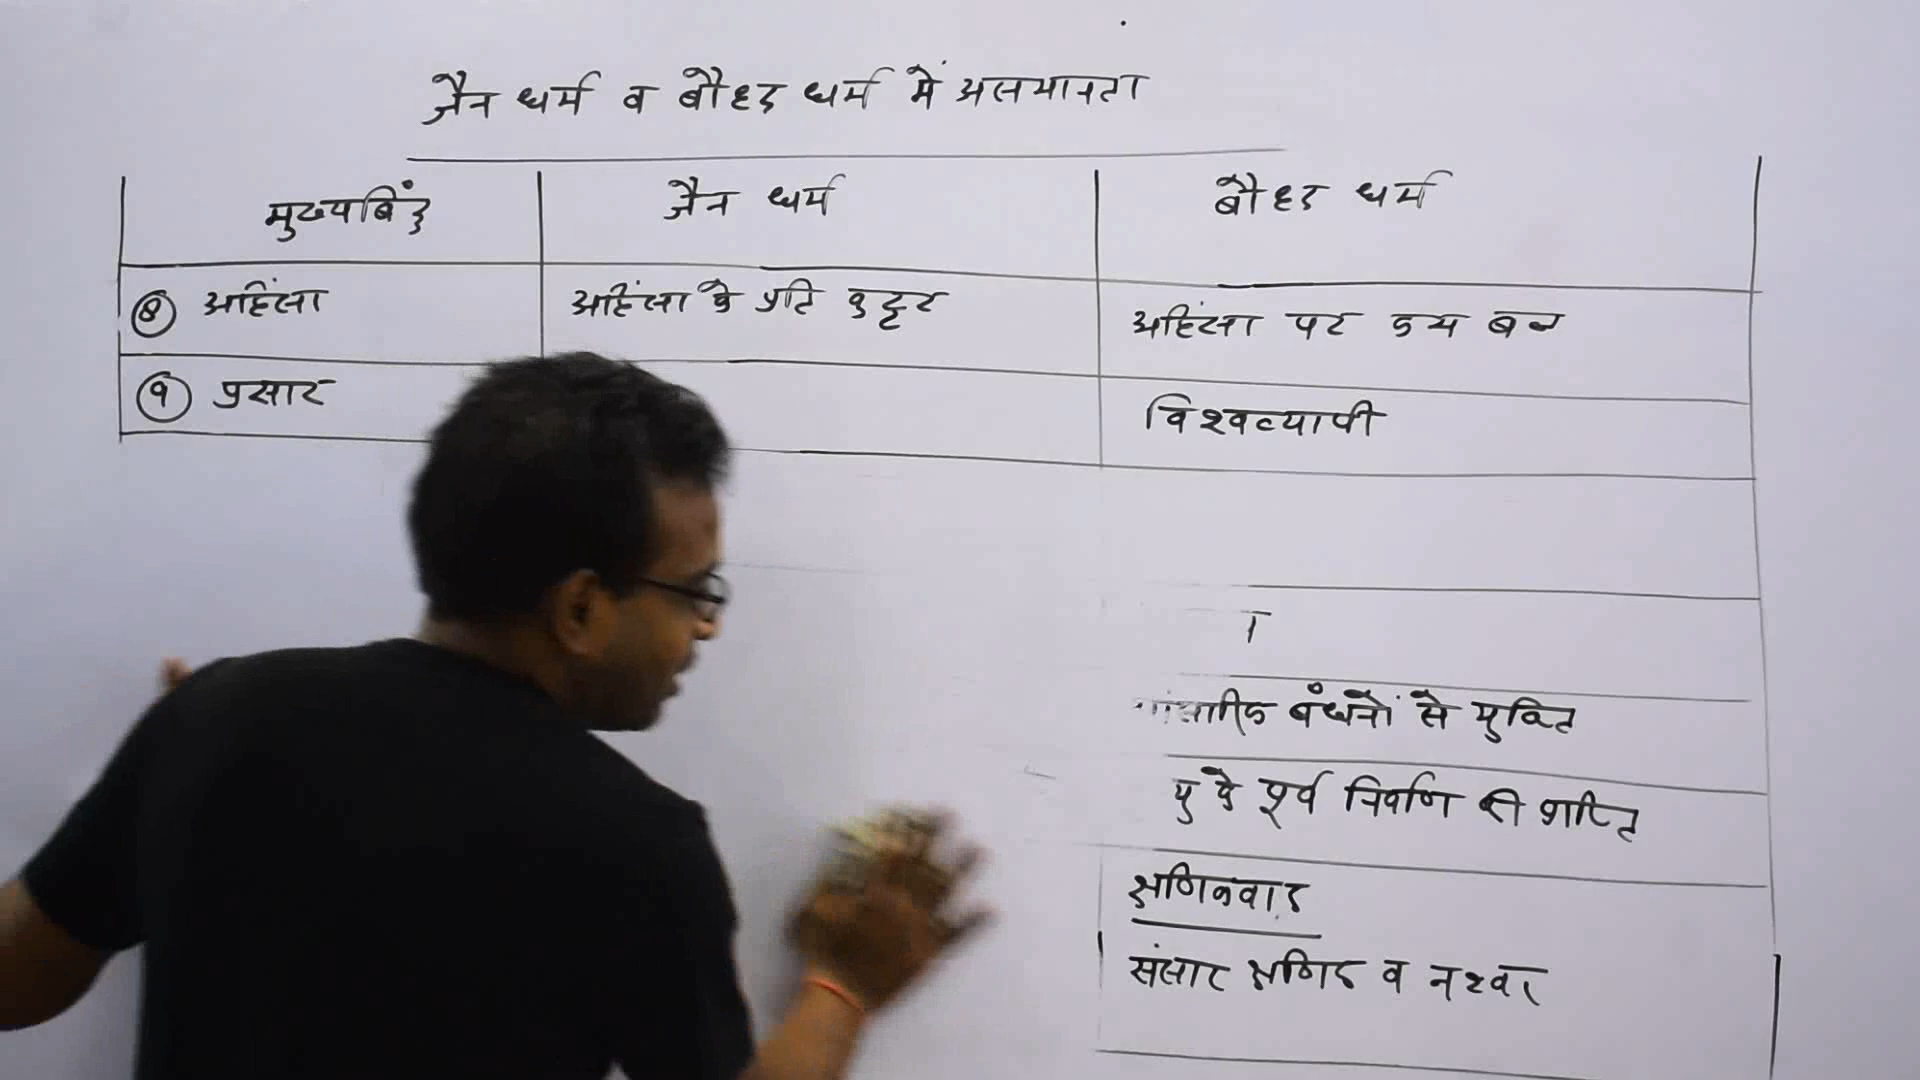 जैन धर्म व बौद्ध धर्म में असमानता
मुख्यबिंदु जैन धर्म बौद्ध धर्म
8 अहिंसा अहिंसा के प्रति कट्टर अहिंसा पर कम बल
9 प्रसार विश्वव्यापी
बंधनों से मुक्ति
के पूर्व निर्वाण की प्राप्ति
क्षणिकवाद
संसार क्षणिक व नश्वर